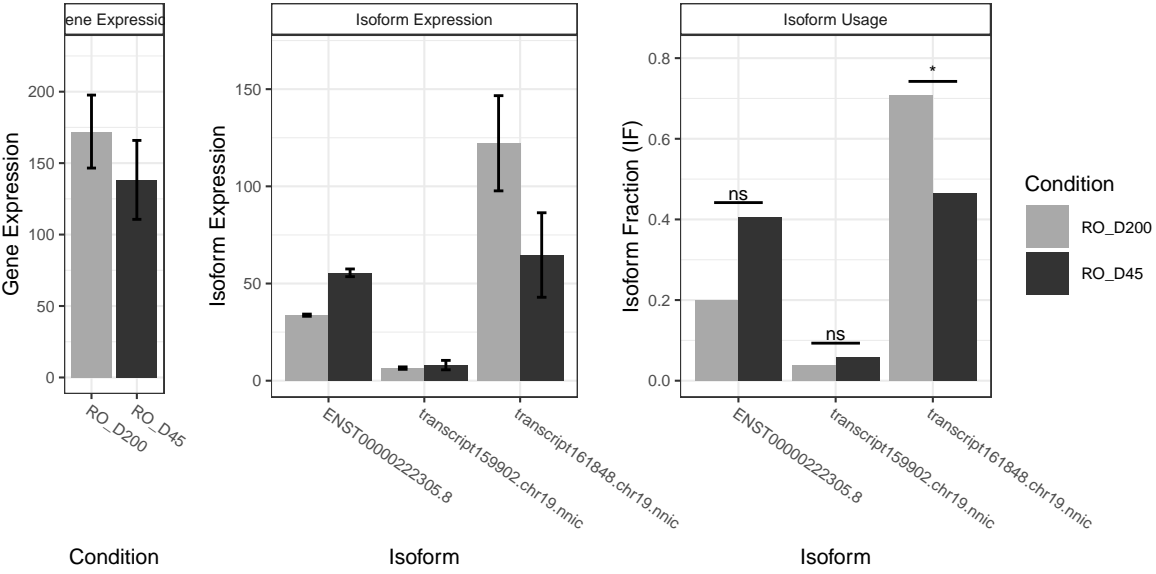 ene Expressio
Gene Expression
200
150
100
50
0
RO_D200
RO_D45
Condition
Isoform Expression
Isoform Expression
150
100
50
0
ENST00000222305.8
transcript159902.chr19.nnic
transcript161848.chr19.nnic
Isoform
Isoform Usage
Isoform Fraction (IF)
0.8
0.6
0.4
0.2
0.0
ns
ns
*
ENST00000222305.8
transcript159902.chr19.nnic
transcript161848.chr19.nnic
Isoform
Condition
RO_D200
RO_D45